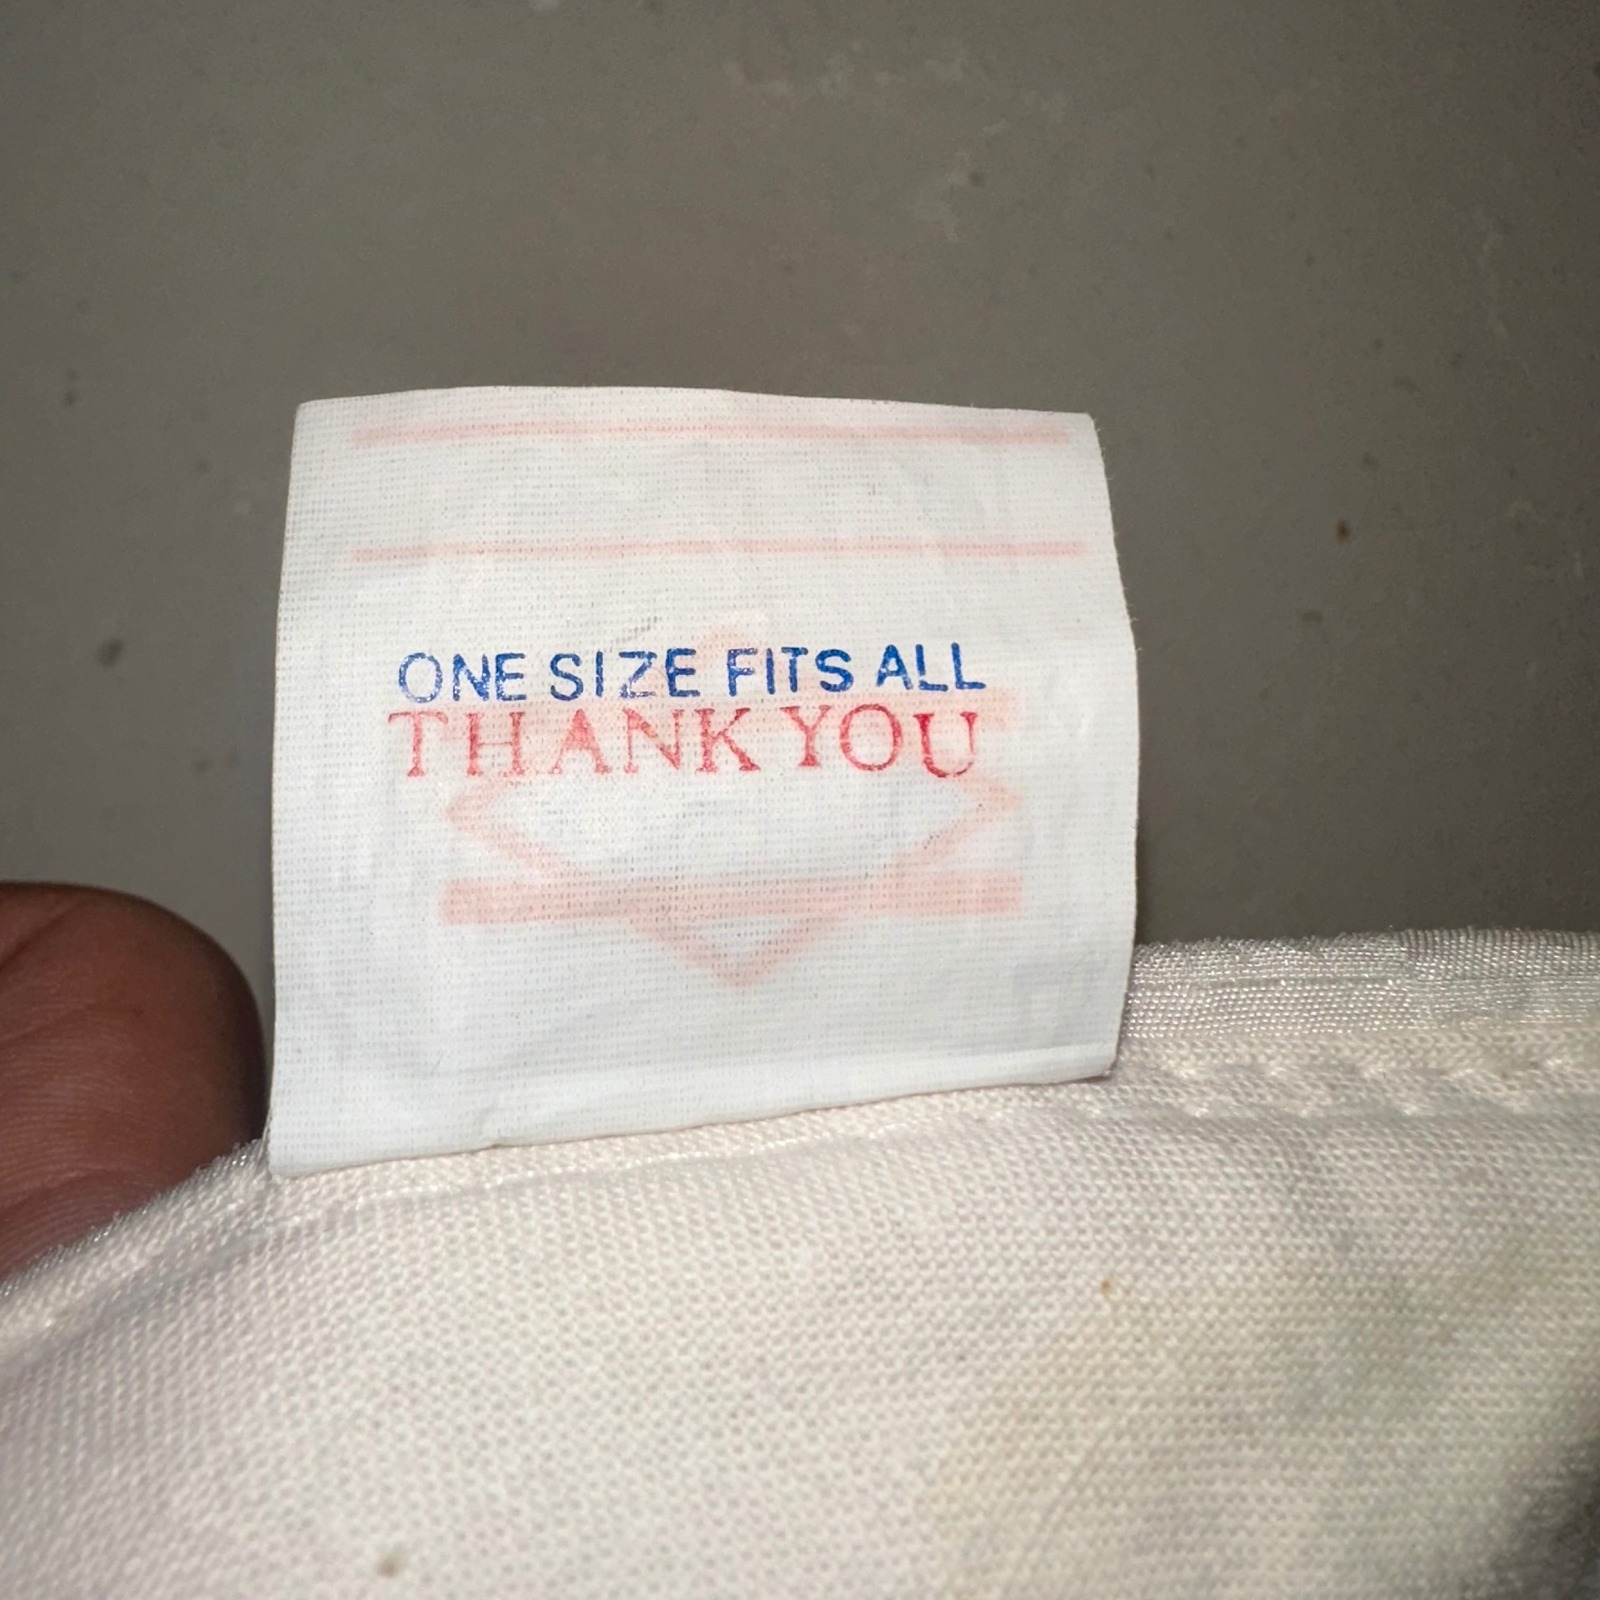 ONE SIZE FITS ALL
THANK YOU